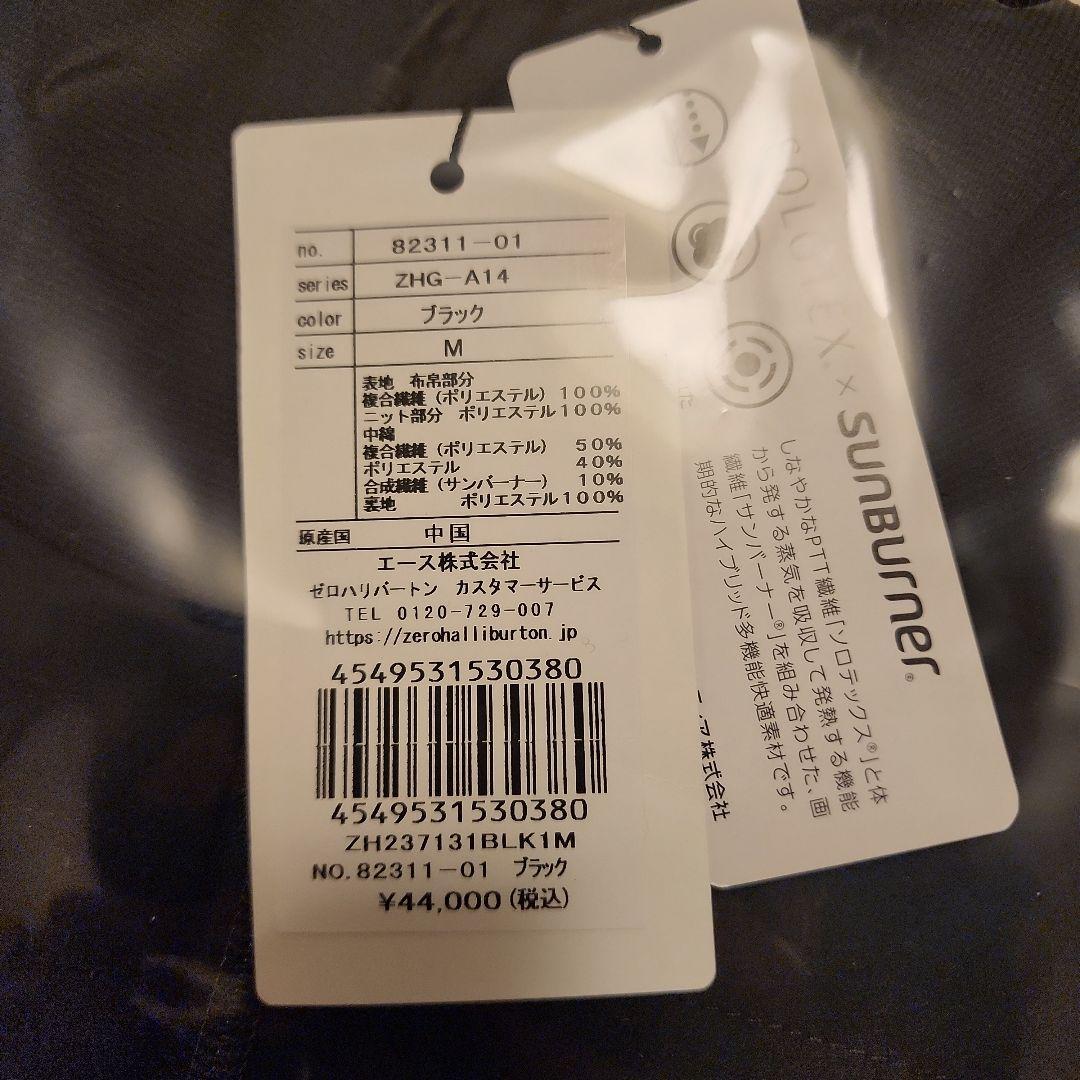 no. 82311-01
series ZHG-A14
color ブラック
size M
表地 布帛部分
複合繊維(ポリエステル) 100%
ニット部分 ポリエステル100%
中綿
複合繊維(ポリエステル) 50%
ポリエステル 40%
合成繊維(サンバーナー) 10%
裏地 ポリエステル100%
原産国 中国
エース株式会社
ゼロハリバートン カスタマーサービス
TEL 0120-729-007
https://zerohalliburton.jp
4549531530380
4549531530380
ZH237131BLK1M
NO.82311-01 ブラック
¥44,000(税込)
SOLOTEX. × SUNBURNER®
しなやかなPTT繊維「ソロテックス®」と体
から発する蒸気を吸収して発熱する機能
繊維「サンバーナー®」を組み合わせた、画
期的なハイブリッド多機能快適素材です。
株式会社